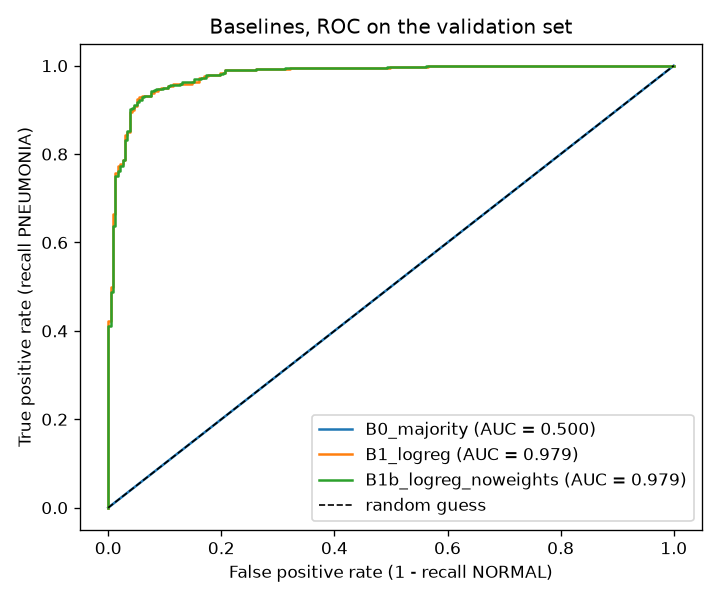 Baselines, ROC on the validation set
True positive rate (recall PNEUMONIA)
1.0
0.8
0.6
0.4
0.2
0.0
B0_majority (AUC = 0.500)
B1_logreg (AUC = 0.979)
B1b_logreg_noweights (AUC = 0.979)
random guess
0.0 0.2 0.4 0.6 0.8 1.0
False positive rate (1 - recall NORMAL)